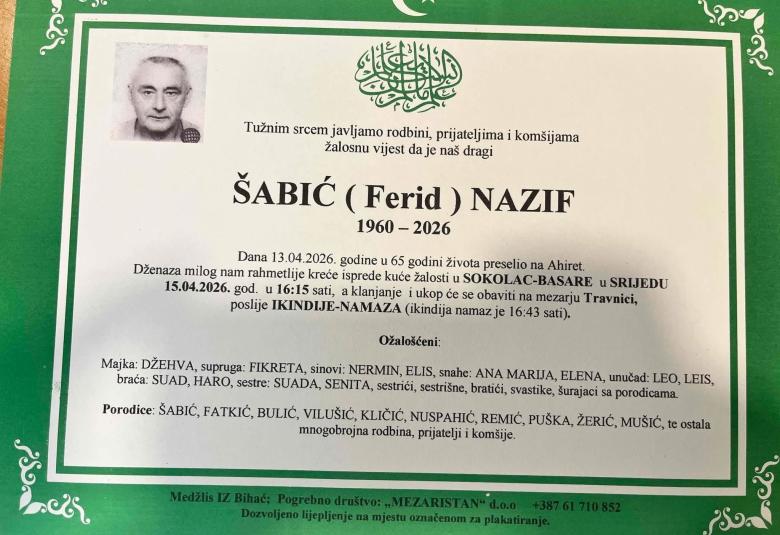 Tužnim srcem javljamo rodbini, prijateljima i komšijama
žalosnu vijest da je naš dragi
ŠABIĆ ( Ferid ) NAZIF
1960 – 2026
Dana 13.04.2026. godine u 65 godini života preselio na Ahiret.
Dženaza milog nam rahmetlije kreće isprede kuće žalosti u SOKOLAC-BASARE u SRIJEDU
15.04.2026. god. u 16:15 sati, a klanjanje i ukop će se obaviti na mezarju Travnici,
poslije IKINDIJE-NAMAZA (ikindija namaz je 16:43 sati).
Ožalošćeni:
Majka: DŽEHVA, supruga: FIKRETA, sinovi: NERMIN, ELIS, snahe: ANA MARIJA, ELENA, unučad: LEO, LEIS,
braća: SUAD, HARO, sestre: SUADA, SENITA, sestrići, sestrišne, bratići, svastike, šurajaci sa porodicama.
Porodice: ŠABIĆ, FATKIĆ, BULIĆ, VILUŠIĆ, KLIČIĆ, NUSPAHIĆ, REMIĆ, PUŠKA, ŽERIĆ, MUŠIĆ, te ostala
mnogobrojna rodbina, prijatelji i komšije.
Medžlis IZ Bihać; Pogrebno društvo: „MEZARISTAN“ d.o.o +387 61 710 852
Dozvoljeno lijepljenje na mjestu označenom za plakatiranje.